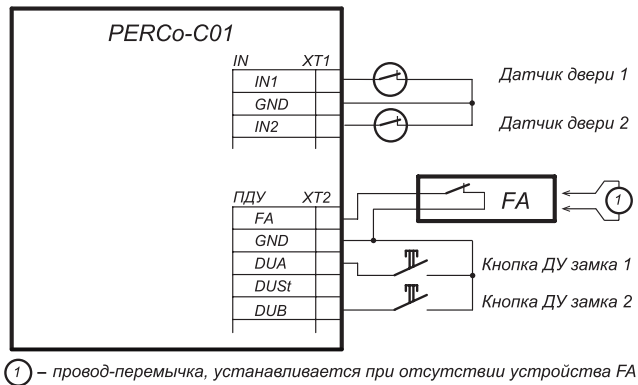 PERCo-C01
IN XT1
IN1
GND
IN2
Датчик двери 1
Датчик двери 2
ПДУ XT2
FA
GND
DUA
DUSt
DUB
FA
1
Кнопка ДУ замка 1
Кнопка ДУ замка 2
1 – провод-перемычка, устанавливается при отсутствии устройства FA